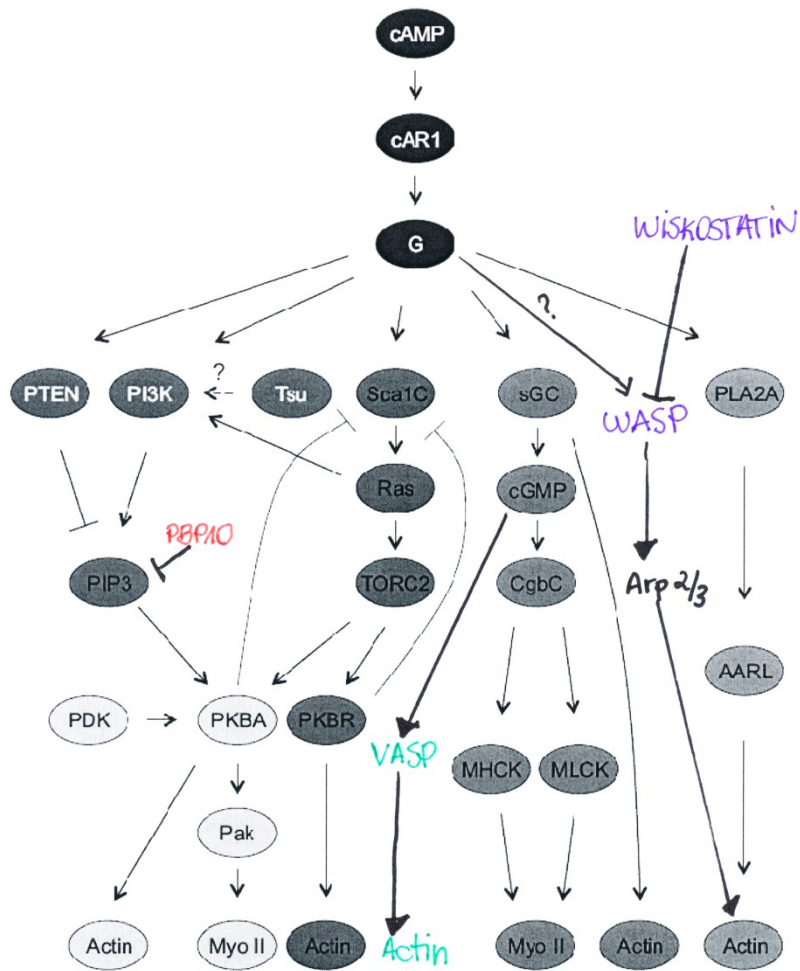 cAMP
cAR1
G
WiSKOSTATiN
?.
PTEN
PI3K
?
Tsu
Sca1C
sGC
WASP
PLA2A
Ras
cGMP
PBP10
PIP3
TORC2
CgbC
Arp 2/3
AARL
PDK
PKBA
PKBR
VASP
MHCK
MLCK
Pak
Actin
Myo II
Actin
Actin
Myo II
Actin
Actin